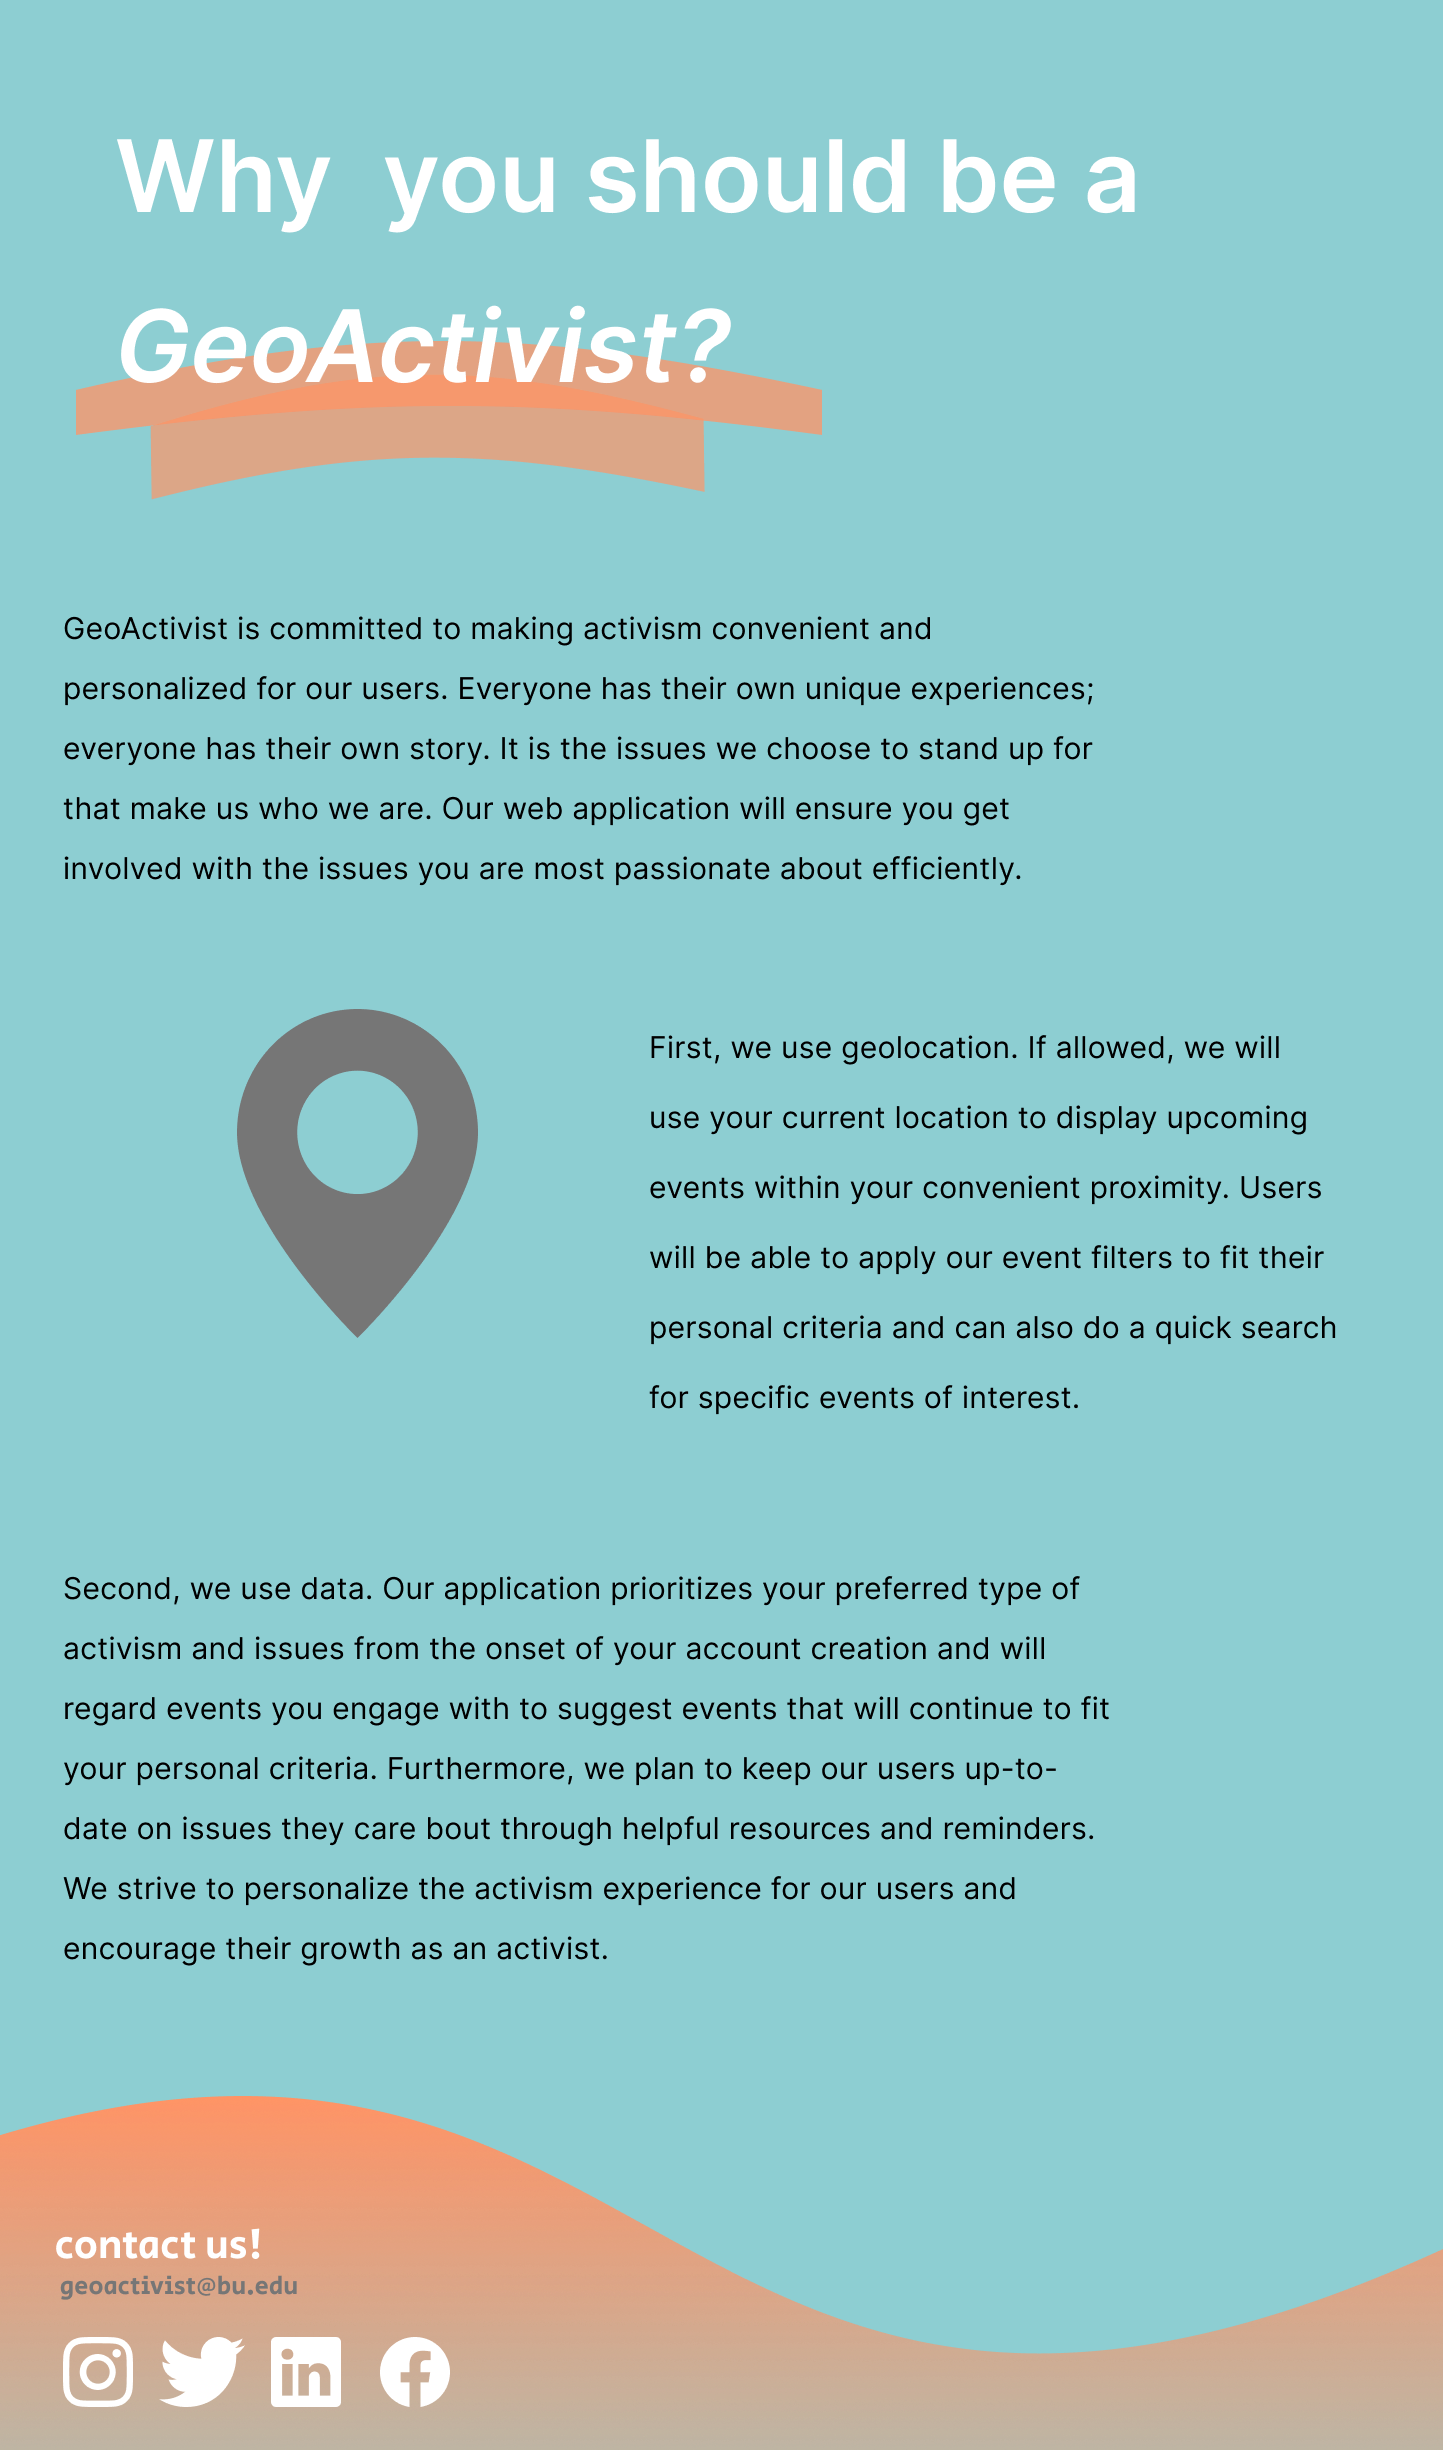 Why  you should be a
GeoActivist?
GeoActivist is committed to making activism convenient and
personalized for our users. Everyone has their own unique experiences;
everyone has their own story. It is the issues we choose to stand up for
that make us who we are. Our web application will ensure you get
involved with the issues you are most passionate about efficiently.
First, we use geolocation. If allowed, we will
use your current location to display upcoming
events within your convenient proximity. Users
will be able to apply our event filters to fit their
personal criteria and can also do a quick search
for specific events of interest.
Second, we use data. Our application prioritizes your preferred type of
activism and issues from the onset of your account creation and will
regard events you engage with to suggest events that will continue to fit
your personal criteria. Furthermore, we plan to keep our users up-to-
date on issues they care bout through helpful resources and reminders.
We strive to personalize the activism experience for our users and
encourage their growth as an activist.
contact us!
geoactivist@bu.edu